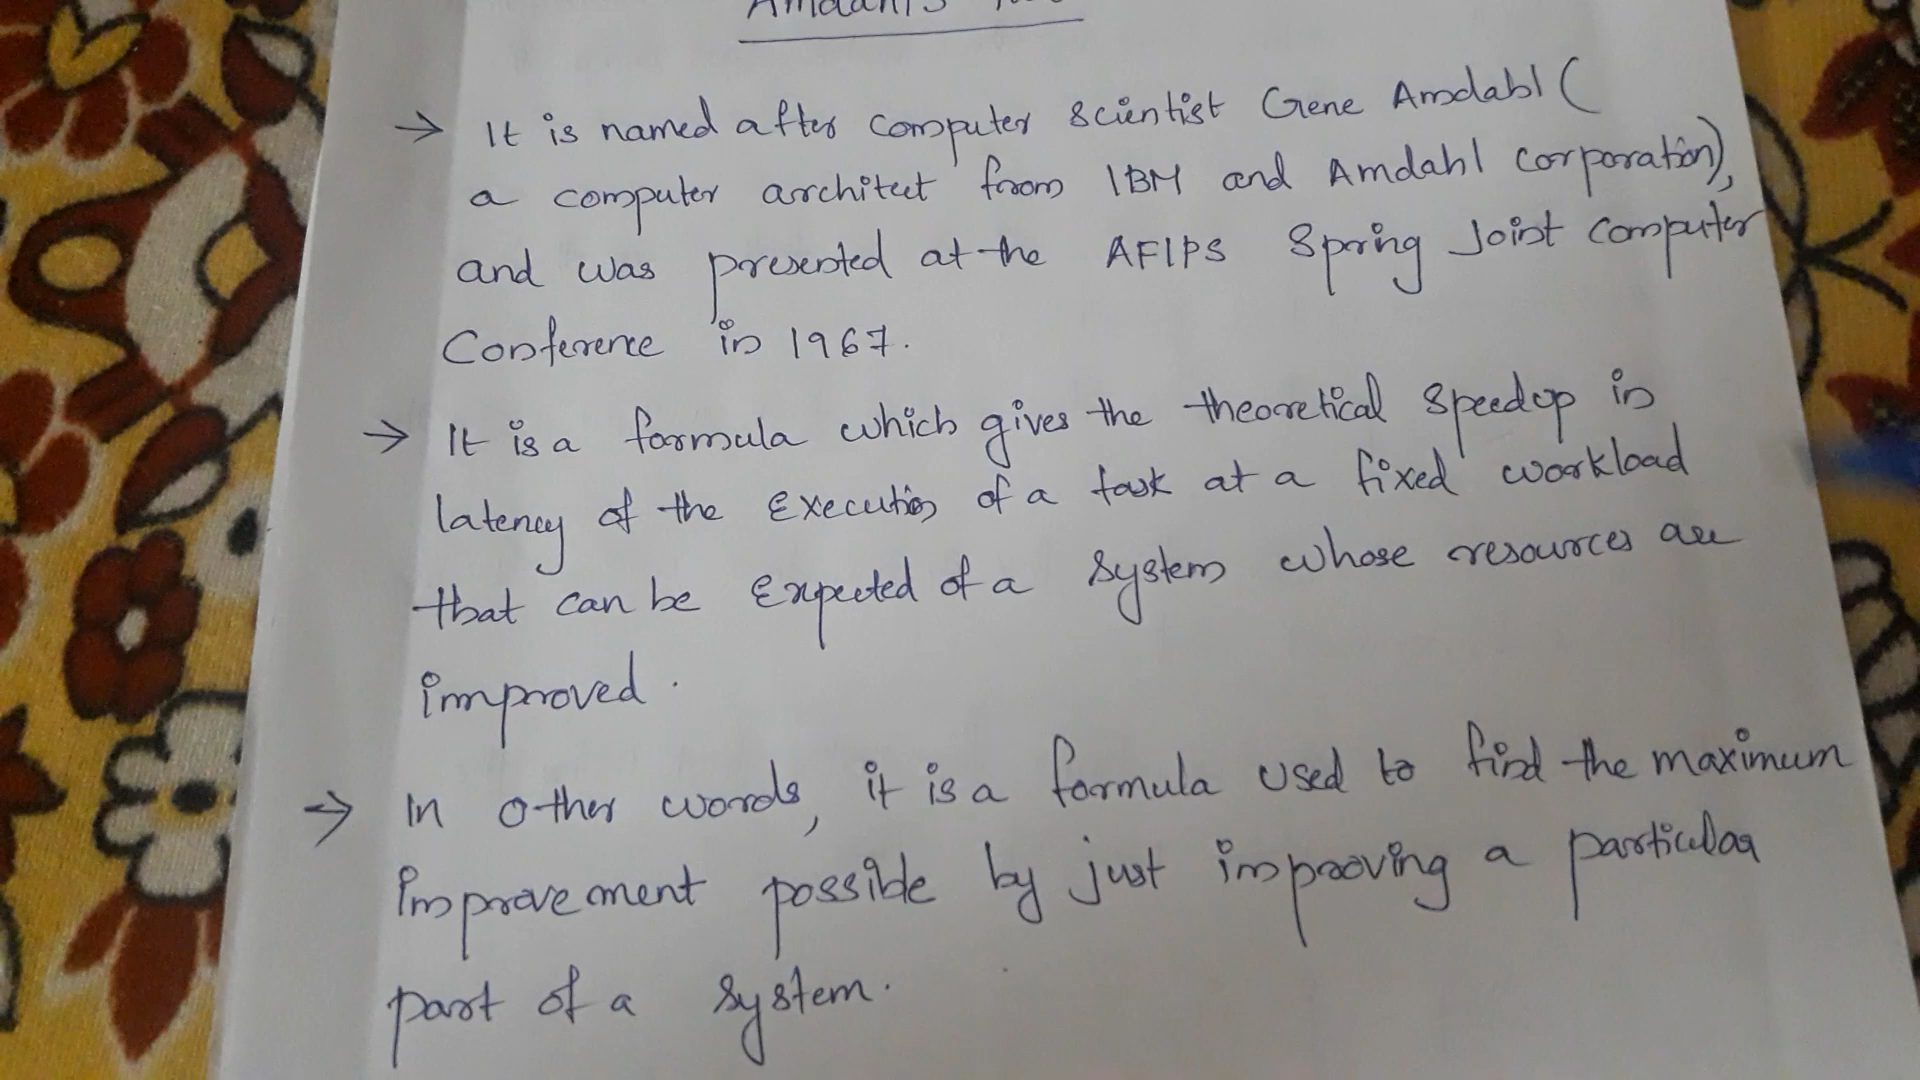 Amdahl's
→ It is named after computer scientist Gene Amdahl (
a computer architect from IBM and Amdahl corporation),
and was presented at the AFIPS Spring Joint Computer
Conference in 1967.
→ It is a formula which gives the theoretical speedup in
latency of the execution of a task at a fixed workload
that can be expected of a system whose resources are
improved.
→ In other words, it is a formula used to find the maximum
improvement possible by just improving a particular
part of a system.